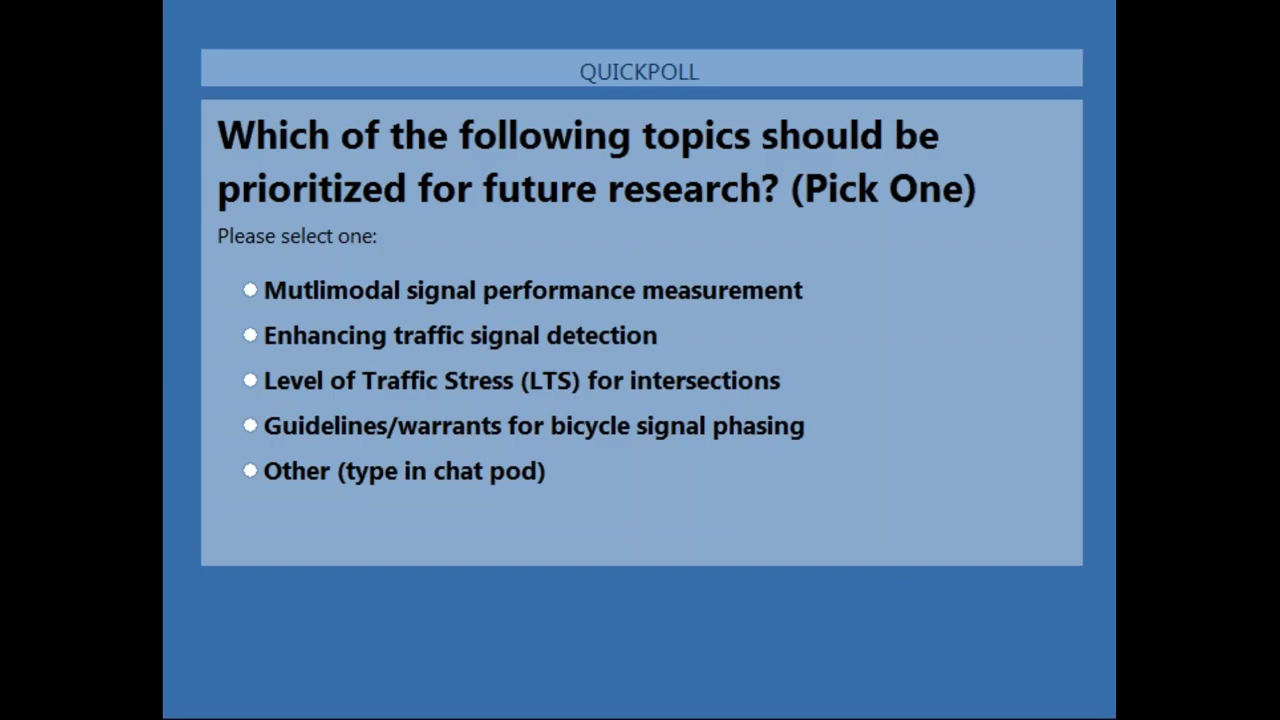 QUICKPOLL
Which of the following topics should be
prioritized for future research? (Pick One)
Please select one:
Mutlimodal signal performance measurement
Enhancing traffic signal detection
Level of Traffic Stress (LTS) for intersections
Guidelines/warrants for bicycle signal phasing
Other (type in chat pod)